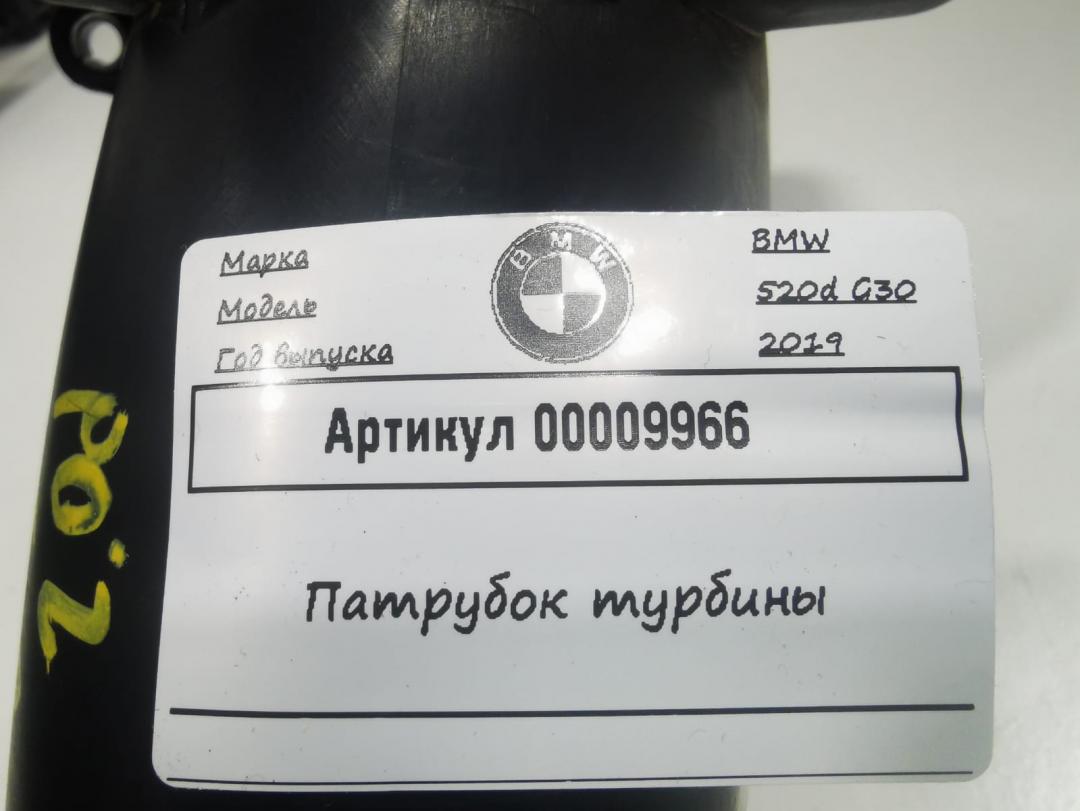 Марка BMW
Модель 520d G30
Год выпуска 2019
BMW
Артикул 00009966
Патрубок турбины